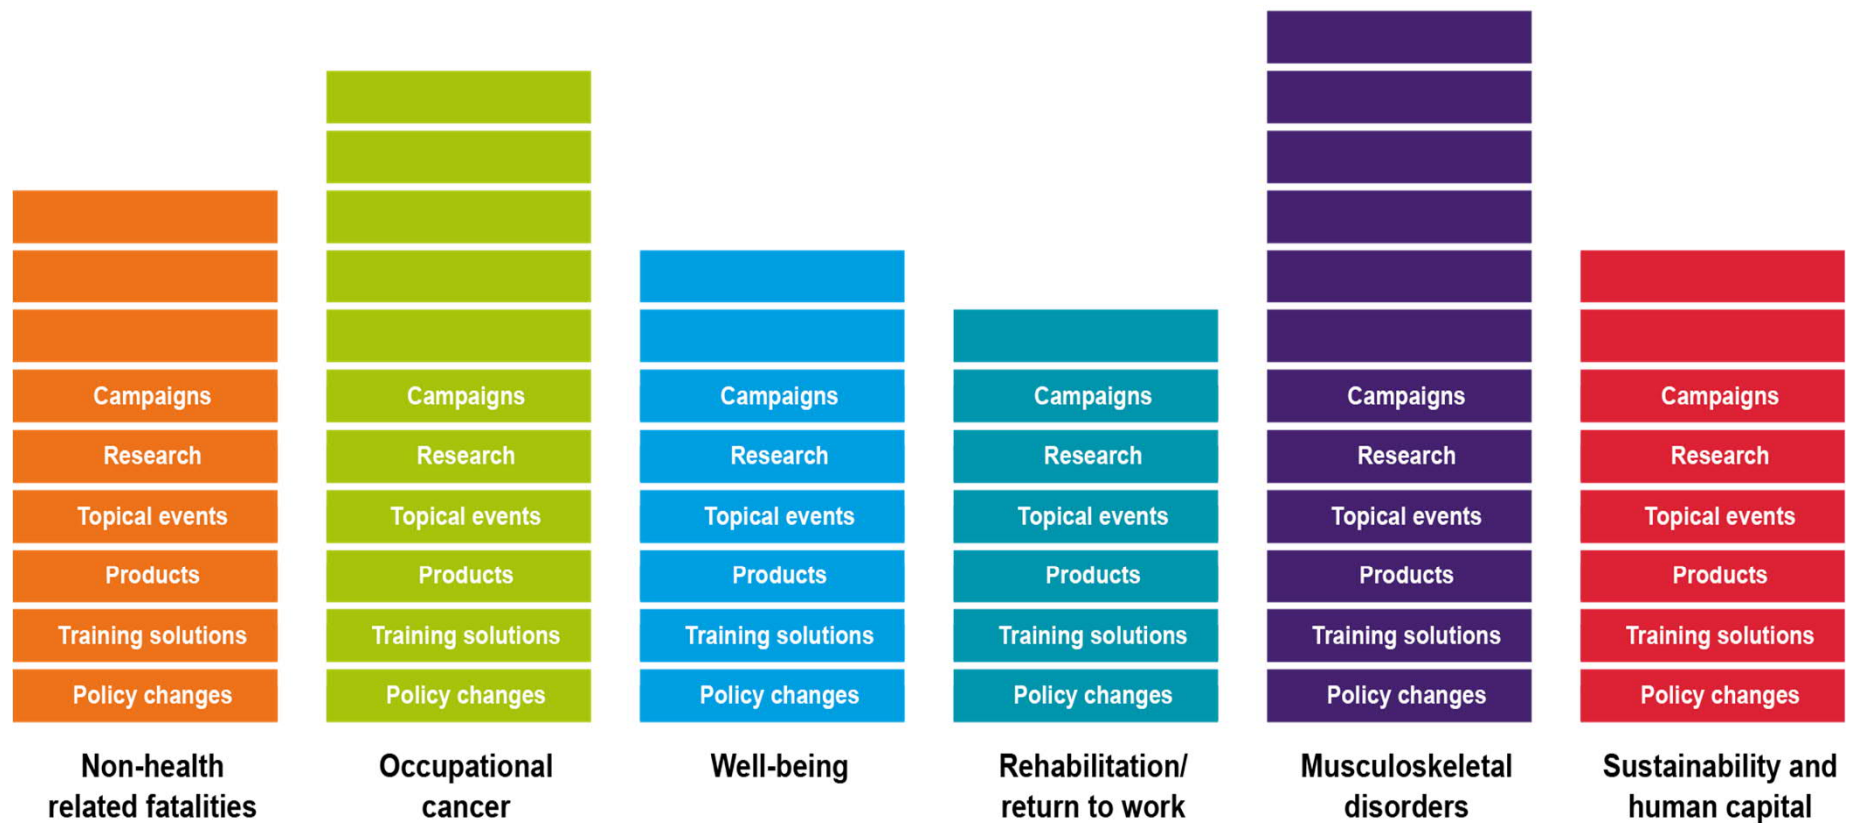 Campaigns
Campaigns
Campaigns
Campaigns
Campaigns
Campaigns
Research
Research
Research
Research
Research
Research
Topical events
Topical events
Topical events
Topical events
Topical events
Topical events
Products
Products
Products
Products
Products
Products
Training solutions
Training solutions
Training solutions
Training solutions
Training solutions
Training solutions
Policy changes
Policy changes
Policy changes
Policy changes
Policy changes
Policy changes
Non-health
related fatalities
Occupational
cancer
Well-being
Rehabilitation/
return to work
Musculoskeletal
disorders
Sustainability and
human capital